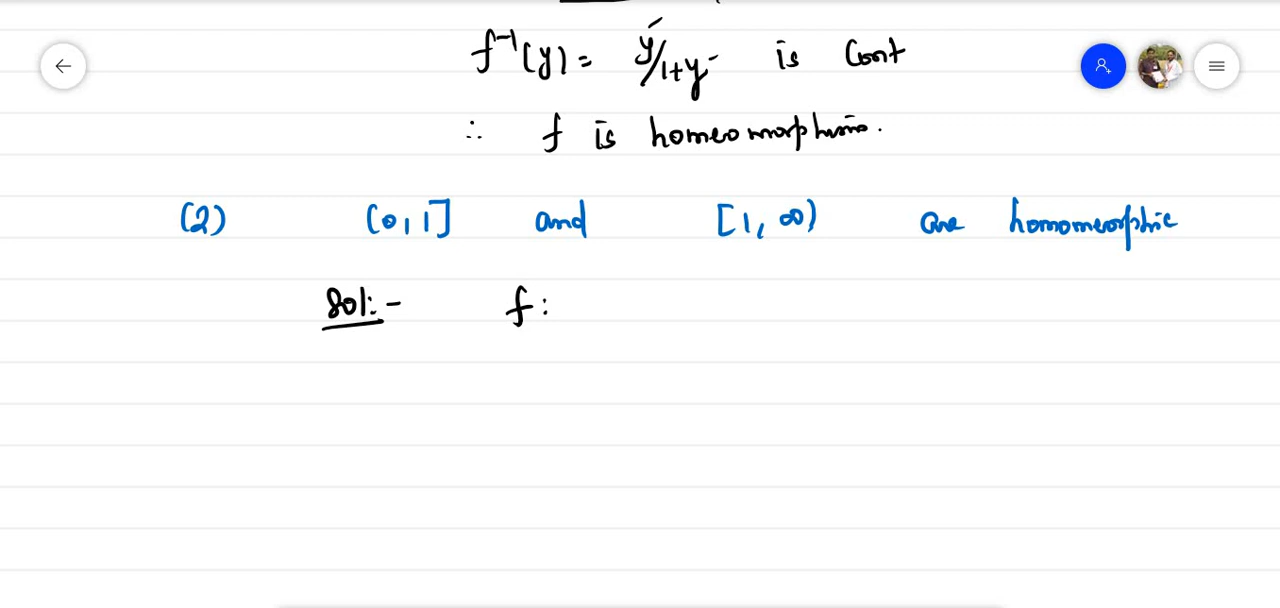 f⁻¹(y) = y/1+y is Cont
∴ f is homeomorphism.
(2) (0,1] and [1,∞) are homomeorphic
Sol:- f: